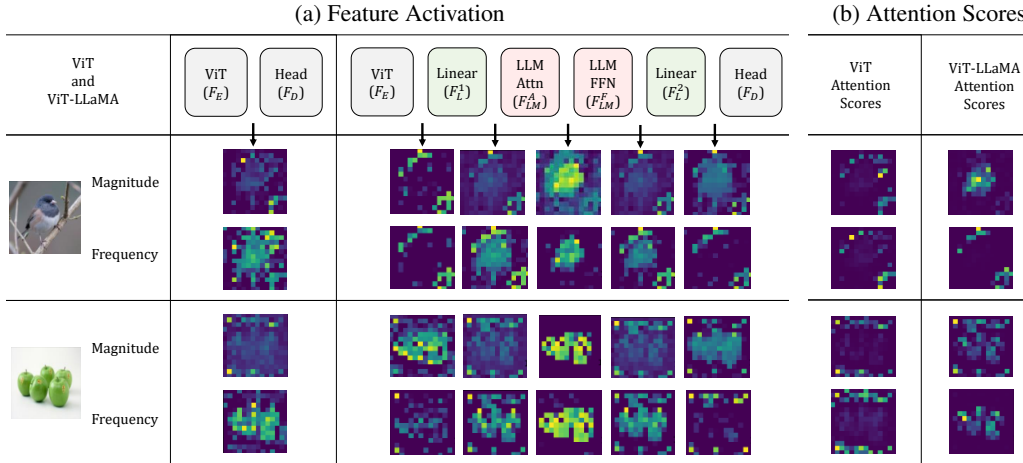 (a) Feature Activation
(b) Attention Scores
ViT
and
ViT-LLaMA
ViT
(F_E)
Head
(F_D)
ViT
(F_E)
Linear
(F_L^1)
LLM
Attn
(F_LM^A)
LLM
FFN
(F_LM^F)
Linear
(F_L^2)
Head
(F_D)
ViT
Attention
Scores
ViT-LLaMA
Attention
Scores
Magnitude
Frequency
Magnitude
Frequency